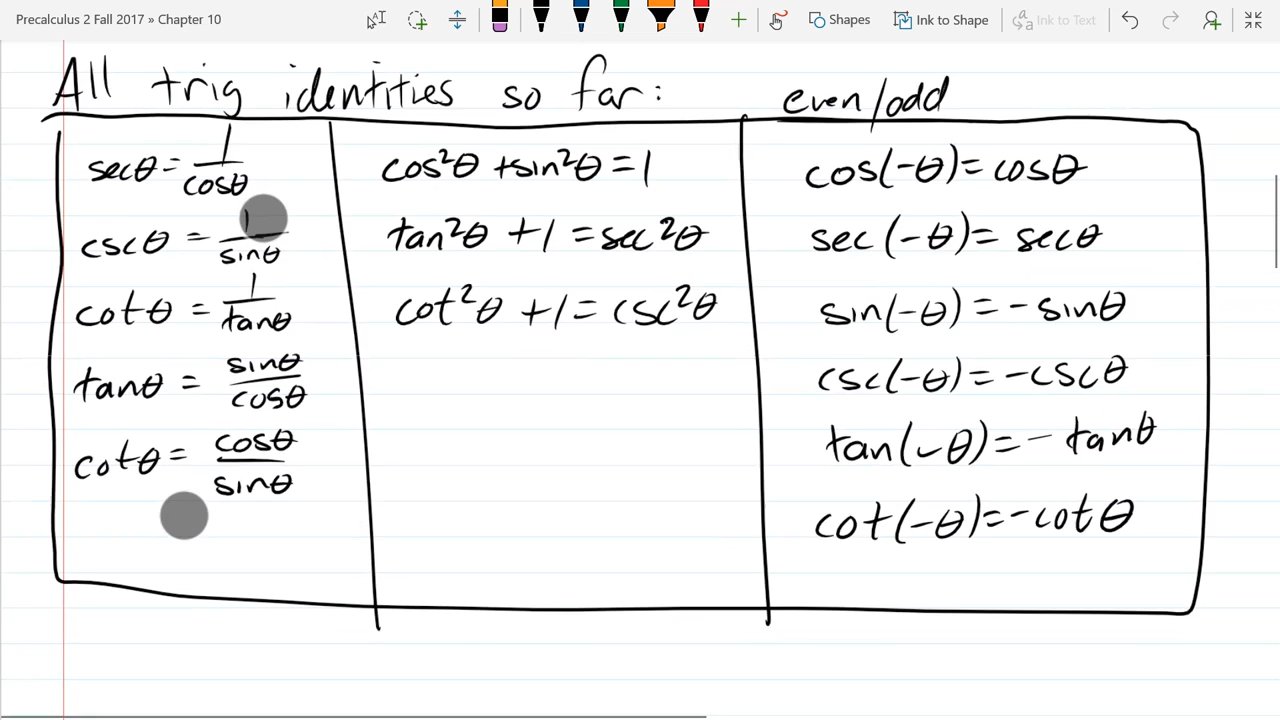 Precalculus 2 Fall 2017 » Chapter 10
Shapes
Ink to Shape
Ink to Text
All trig identities so far:
even/odd
secθ = 1/cosθ
cscθ = 1/sinθ
cotθ = 1/tanθ
tanθ = sinθ/cosθ
cotθ = cosθ/sinθ
cos²θ + sin²θ = 1
tan²θ + 1 = sec²θ
cot²θ + 1 = csc²θ
cos(-θ) = cosθ
sec(-θ) = secθ
sin(-θ) = -sinθ
csc(-θ) = -cscθ
tan(-θ) = -tanθ
cot(-θ) = -cotθ